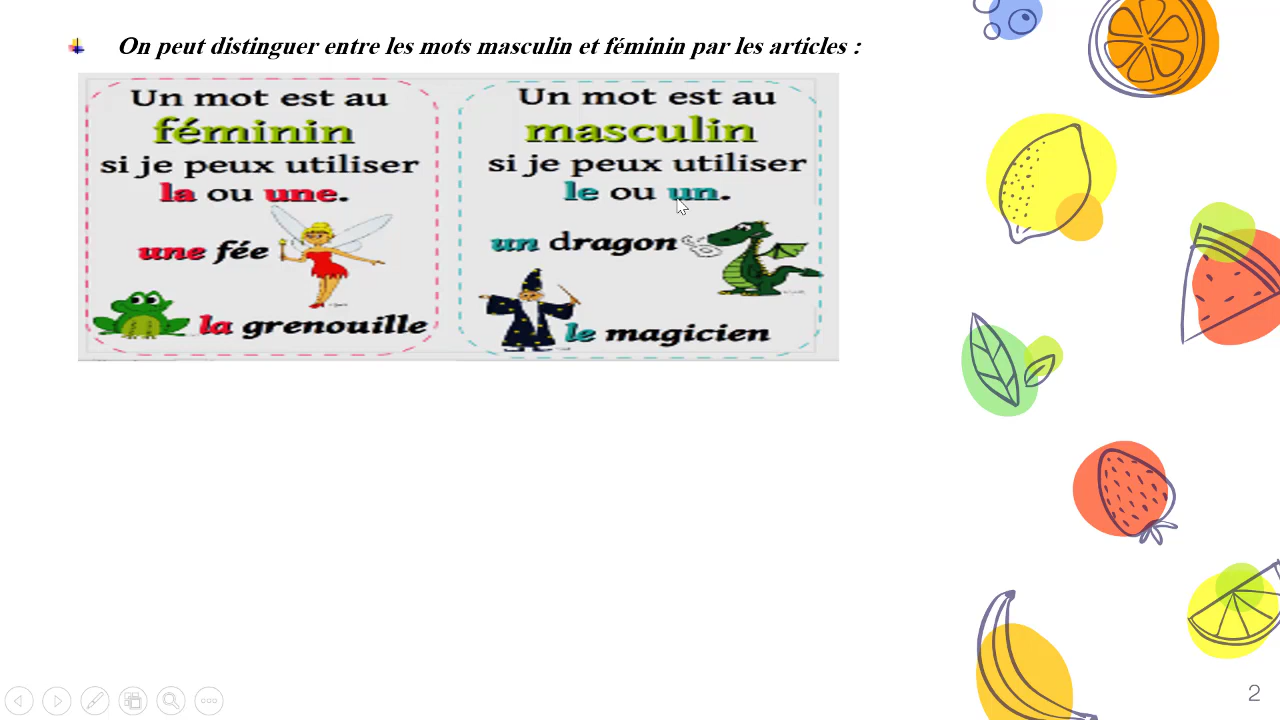 On peut distinguer entre les mots masculin et féminin par les articles :
Un mot est au
féminin
si je peux utiliser
la ou une.
une fée
la grenouille
Un mot est au
masculin
si je peux utiliser
le ou un.
un dragon
le magicien
2